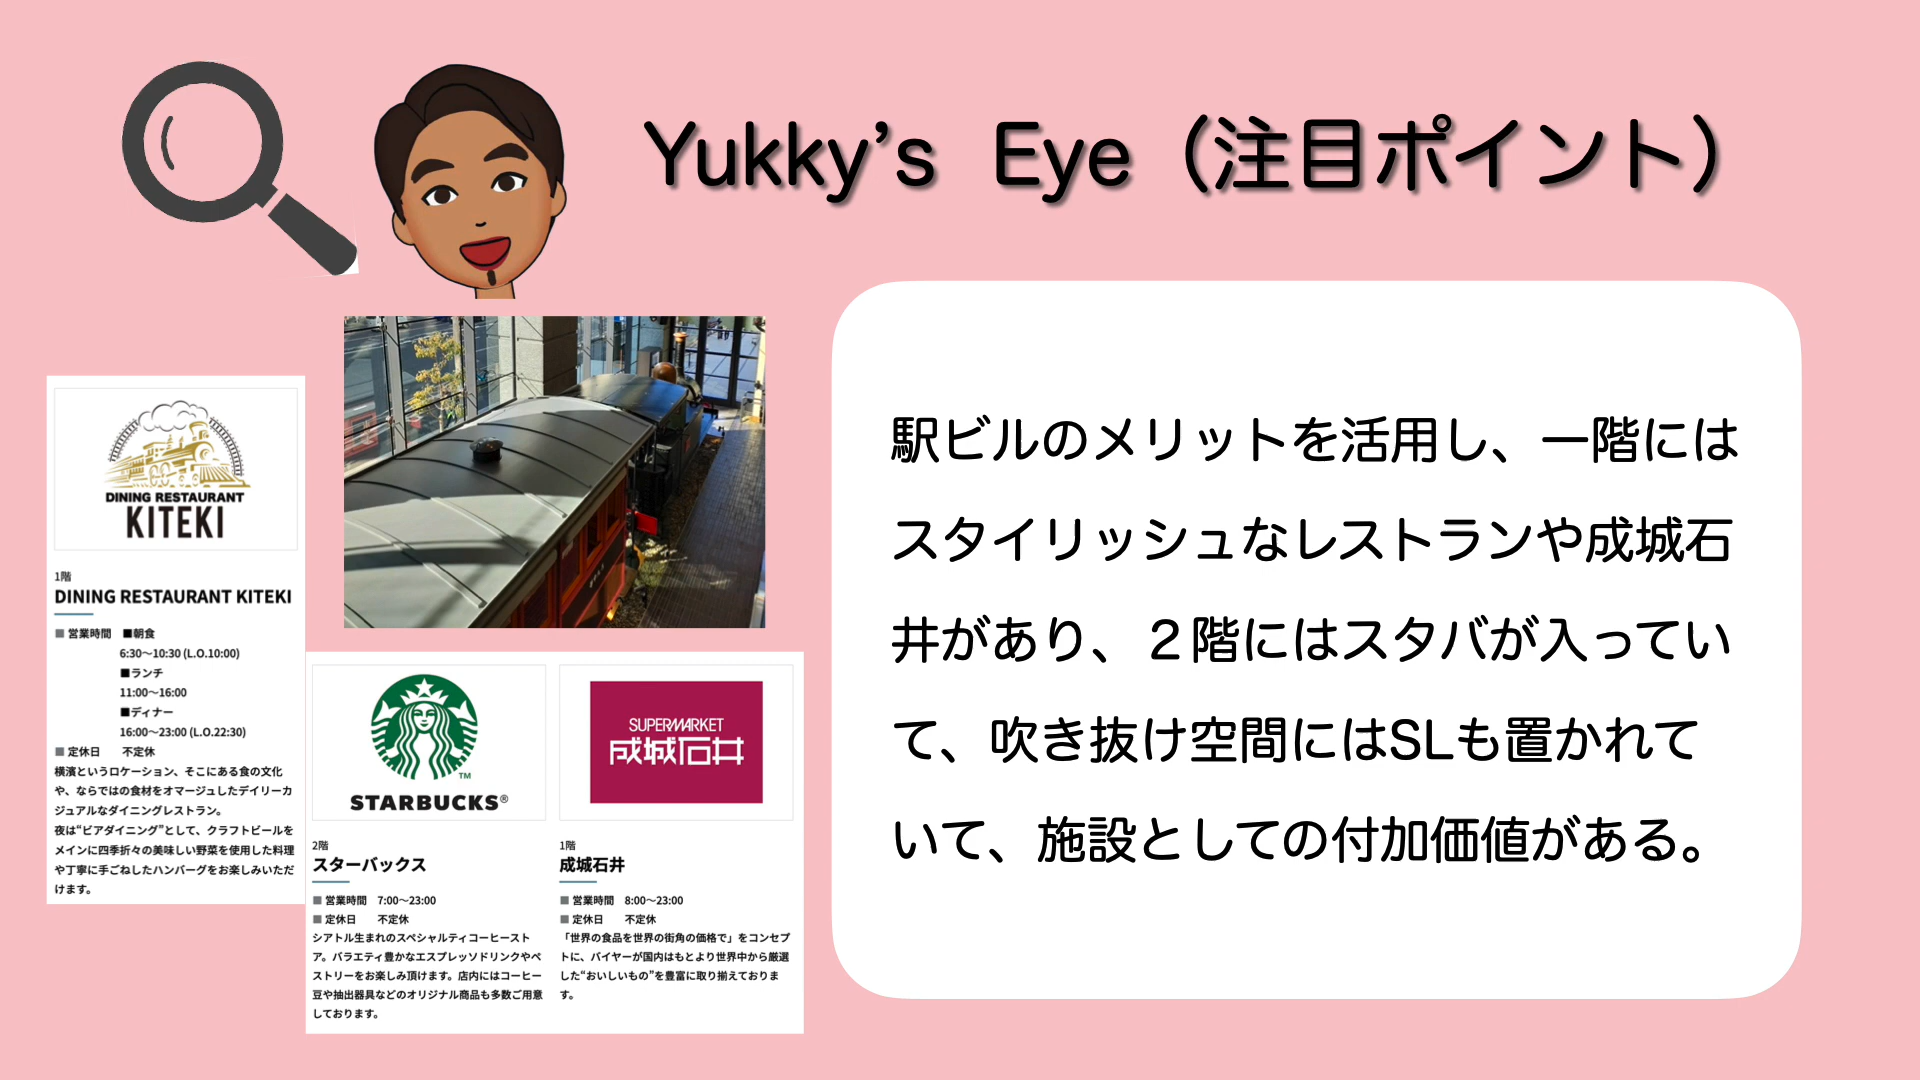 Yukky’s Eye（注目ポイント）
DINING RESTAURANT
KITEKI
1階
DINING RESTAURANT KITEKI
■ 営業時間 ■朝食
6:30〜10:30 (L.O.10:00)
■ランチ
11:00〜16:00
■ディナー
16:00〜23:00 (L.O.22:30)
■ 定休日 不定休
横濱というロケーション、そこにある食の文化
や、ならではの食材をオマージュしたデイリーカ
ジュアルなダイニングレストラン。
夜は“ビアダイニング”として、クラフトビールを
メインに四季折々の美味しい野菜を使用した料理
や丁寧に手ごねしたハンバーグをお楽しみいただ
けます。
TM
STARBUCKS®
2階
スターバックス
■ 営業時間 7:00〜23:00
■ 定休日 不定休
シアトル生まれのスペシャルティコーヒースト
ア。バラエティ豊かなエスプレッソドリンクやペ
ストリーをお楽しみ頂けます。店内にはコーヒー
豆や抽出器具などのオリジナル商品も多数ご用意
しております。
SUPERMARKET
成城石井
1階
成城石井
■ 営業時間 8:00〜23:00
■ 定休日 不定休
「世界の食品を世界の街角の価格で」をコンセプ
トに、バイヤーが国内はもとより世界中から厳選
した“おいしいもの”を豊富に取り揃えておりま
す。
駅ビルのメリットを活用し、一階には
スタイリッシュなレストランや成城石
井があり、２階にはスタバが入ってい
て、吹き抜け空間にはSLも置かれて
いて、施設としての付加価値がある。